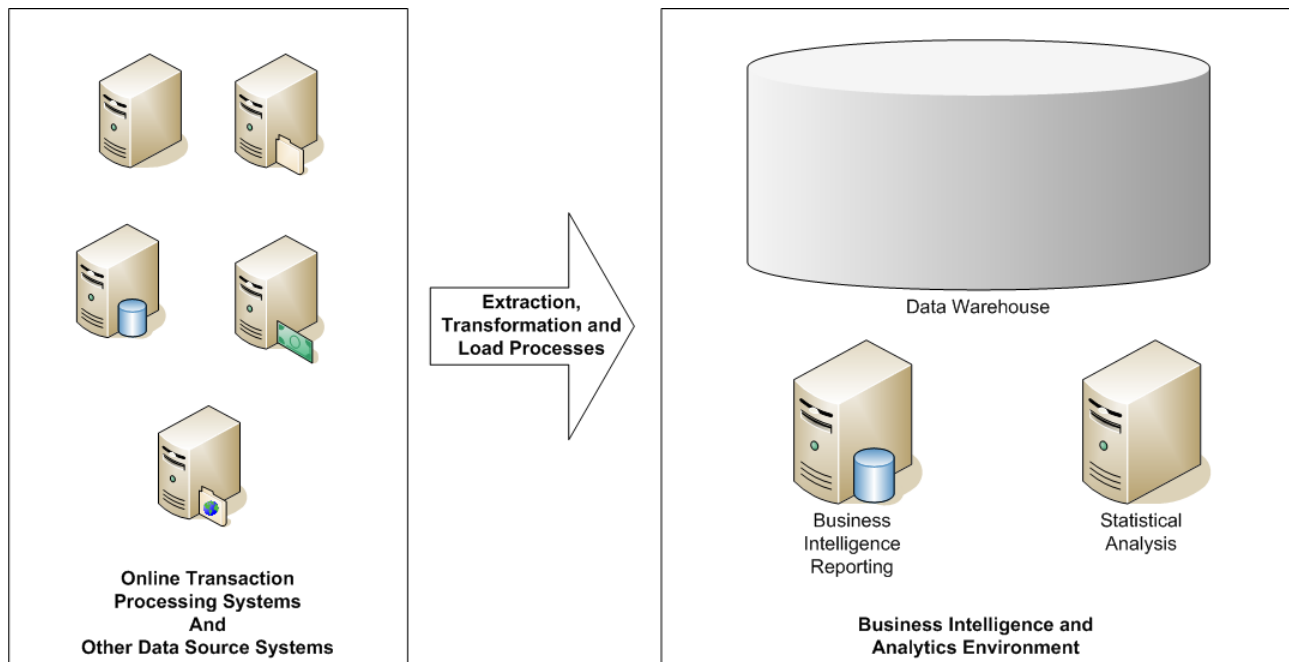 Extraction,
Transformation and
Load Processes
Data Warehouse
Business
Intelligence
Reporting
Statistical
Analysis
Online Transaction
Processing Systems
And
Other Data Source Systems
Business Intelligence and
Analytics Environment